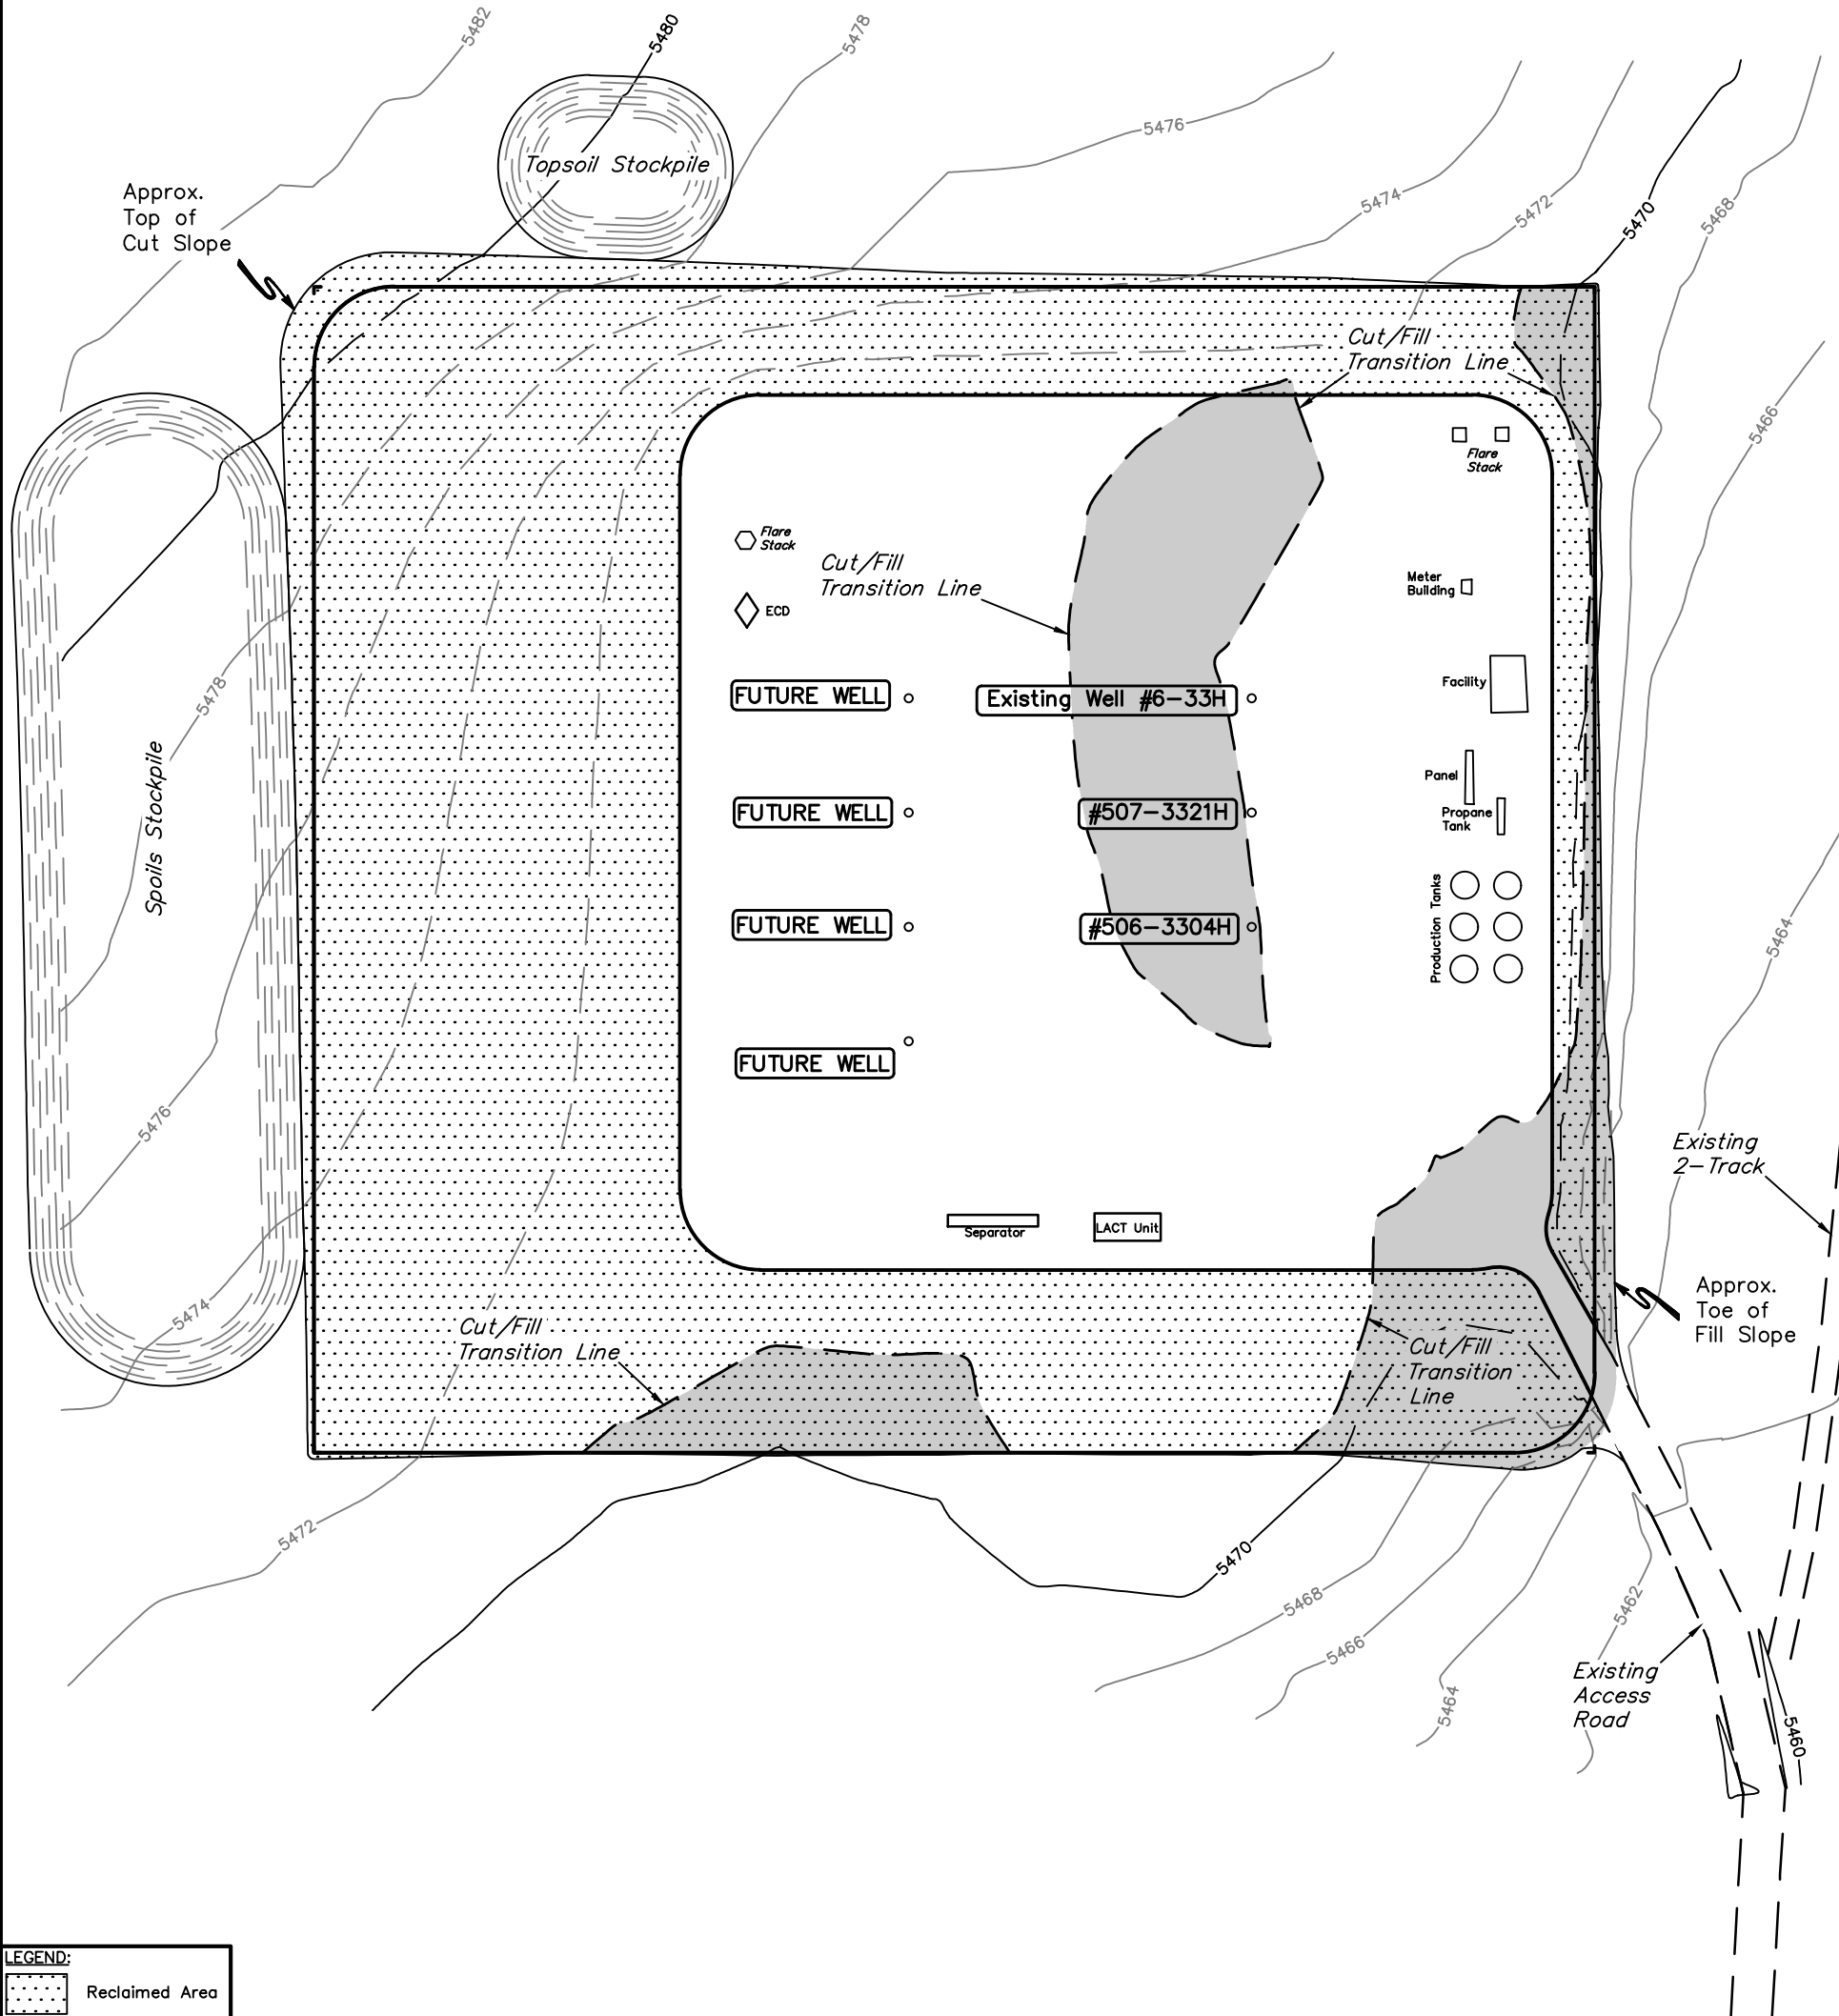 5482
5480
5478
5476
5474
5472
5470
5468
Topsoil Stockpile
Approx.
Top of
Cut Slope
Cut/Fill
Transition Line
5466
Flare
Stack
Flare
Stack
Cut/Fill
Transition Line
ECD
Meter
Building
FUTURE WELL
Existing Well #6-33H
Facility
5478
Spoils Stockpile
Panel
FUTURE WELL
#507-3321H
Propane
Tank
FUTURE WELL
#506-3304H
Production Tanks
5464
FUTURE WELL
5476
Existing
2-Track
Separator
LACT Unit
5474
Approx.
Toe of
Fill Slope
Cut/Fill
Transition Line
Cut/Fill
Transition
Line
5472
5470
5468
5466
5464
5462
Existing
Access
Road
5460
LEGEND:
Reclaimed Area